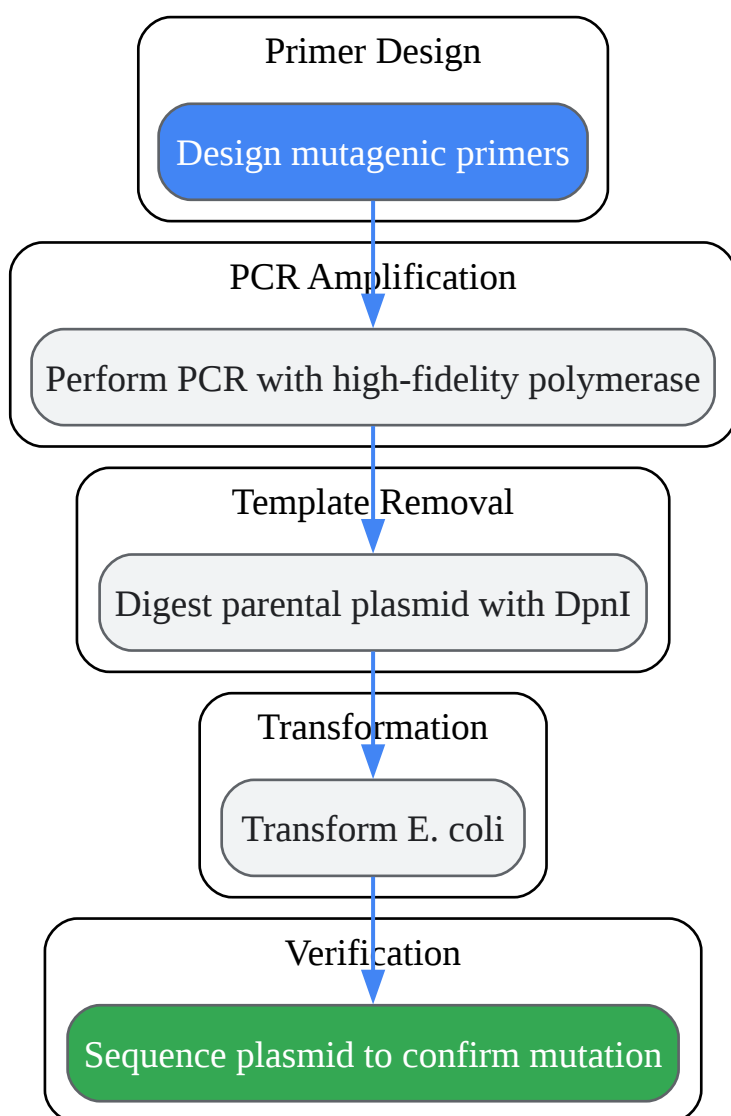 Primer Design
Design mutagenic primers
PCR Amplification
Perform PCR with high-fidelity polymerase
Template Removal
Digest parental plasmid with DpnI
Transformation
Transform E. coli
Verification
Sequence plasmid to confirm mutation